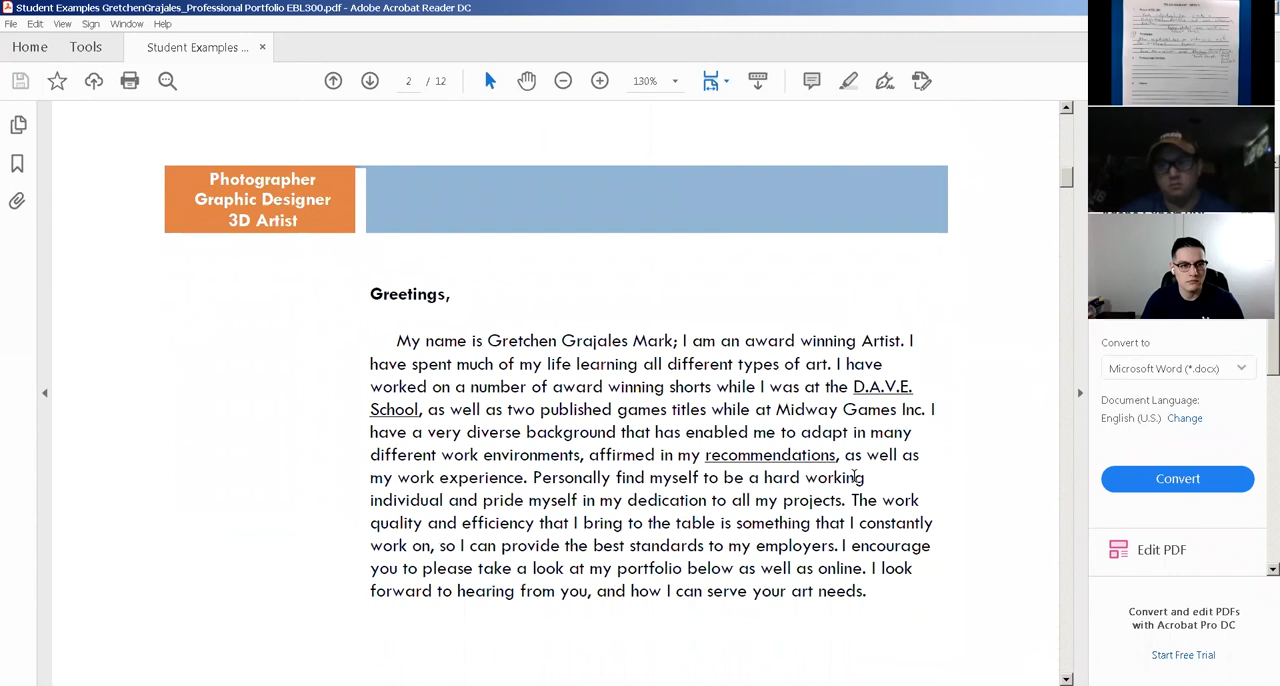 Student Examples GretchenGrajales_Professional Portfolio EBL300.pdf - Adobe Acrobat Reader DC
File Edit View Sign Window Help
Home Tools Student Examples ... ×
2 / 12 130%
Photographer
Graphic Designer
3D Artist
Greetings,
My name is Gretchen Grajales Mark; I am an award winning Artist. I
have spent much of my life learning all different types of art. I have
worked on a number of award winning shorts while I was at the D.A.V.E.
School, as well as two published games titles while at Midway Games Inc. I
have a very diverse background that has enabled me to adapt in many
different work environments, affirmed in my recommendations, as well as
my work experience. Personally find myself to be a hard working
individual and pride myself in my dedication to all my projects. The work
quality and efficiency that I bring to the table is something that I constantly
work on, so I can provide the best standards to my employers. I encourage
you to please take a look at my portfolio below as well as online. I look
forward to hearing from you, and how I can serve your art needs.
Convert to
Microsoft Word (*.docx)
Document Language:
English (U.S.) Change
Convert
Edit PDF
Convert and edit PDFs
with Acrobat Pro DC
Start Free Trial